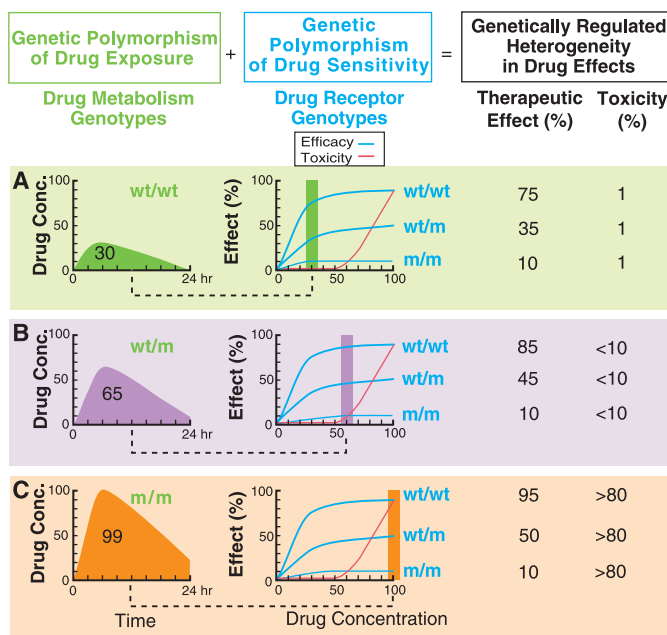 Genetic Polymorphism
of Drug Exposure
+
Genetic
Polymorphism
of Drug Sensitivity
=
Genetically Regulated
Heterogeneity
in Drug Effects
Drug Metabolism
Genotypes
Drug Receptor
Genotypes
Therapeutic
Effect (%)
Toxicity
(%)
Efficacy
Toxicity
A
Drug Conc.
100
50
0
wt/wt
30
0
24 hr
Effect (%)
100
50
0
0
50
100
wt/wt
wt/m
m/m
75
1
35
1
10
1
B
Drug Conc.
100
50
0
wt/m
65
0
24 hr
Effect (%)
100
50
0
0
50
100
wt/wt
wt/m
m/m
85
<10
45
<10
10
<10
C
Drug Conc.
100
50
0
m/m
99
0
24 hr
Time
Effect (%)
100
50
0
0
50
100
Drug Concentration
wt/wt
wt/m
m/m
95
>80
50
>80
10
>80